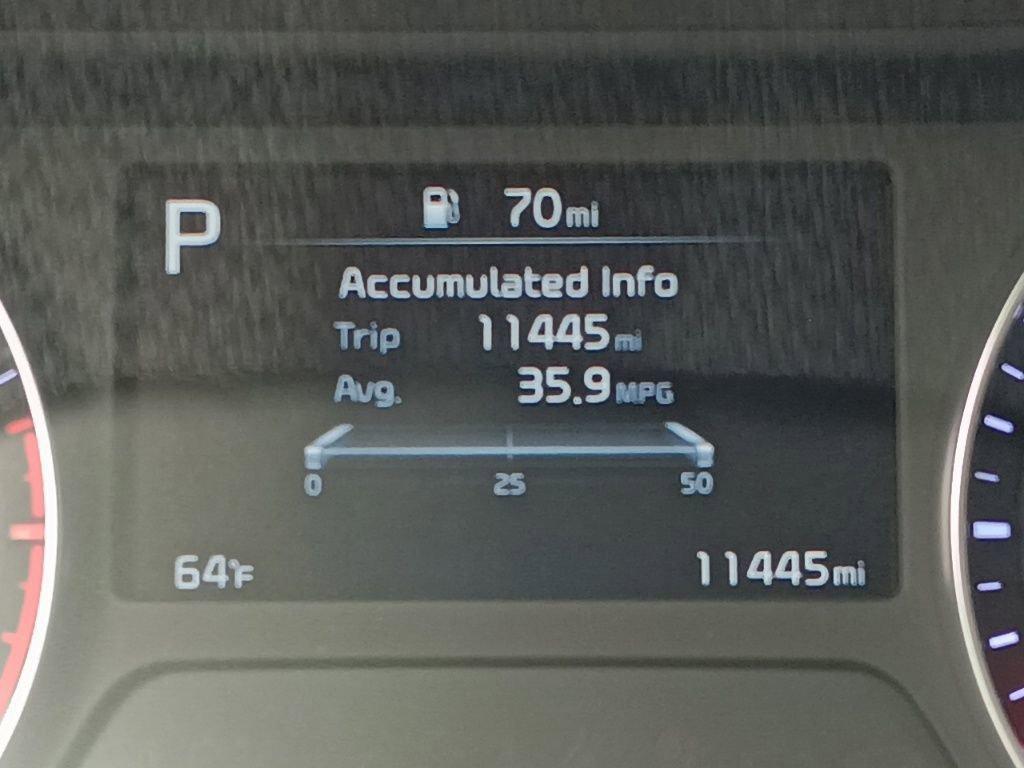 P
70mi
Accumulated Info
Trip 11445mi
Avg. 35.9MPG
0 25 50
64°F
11445mi